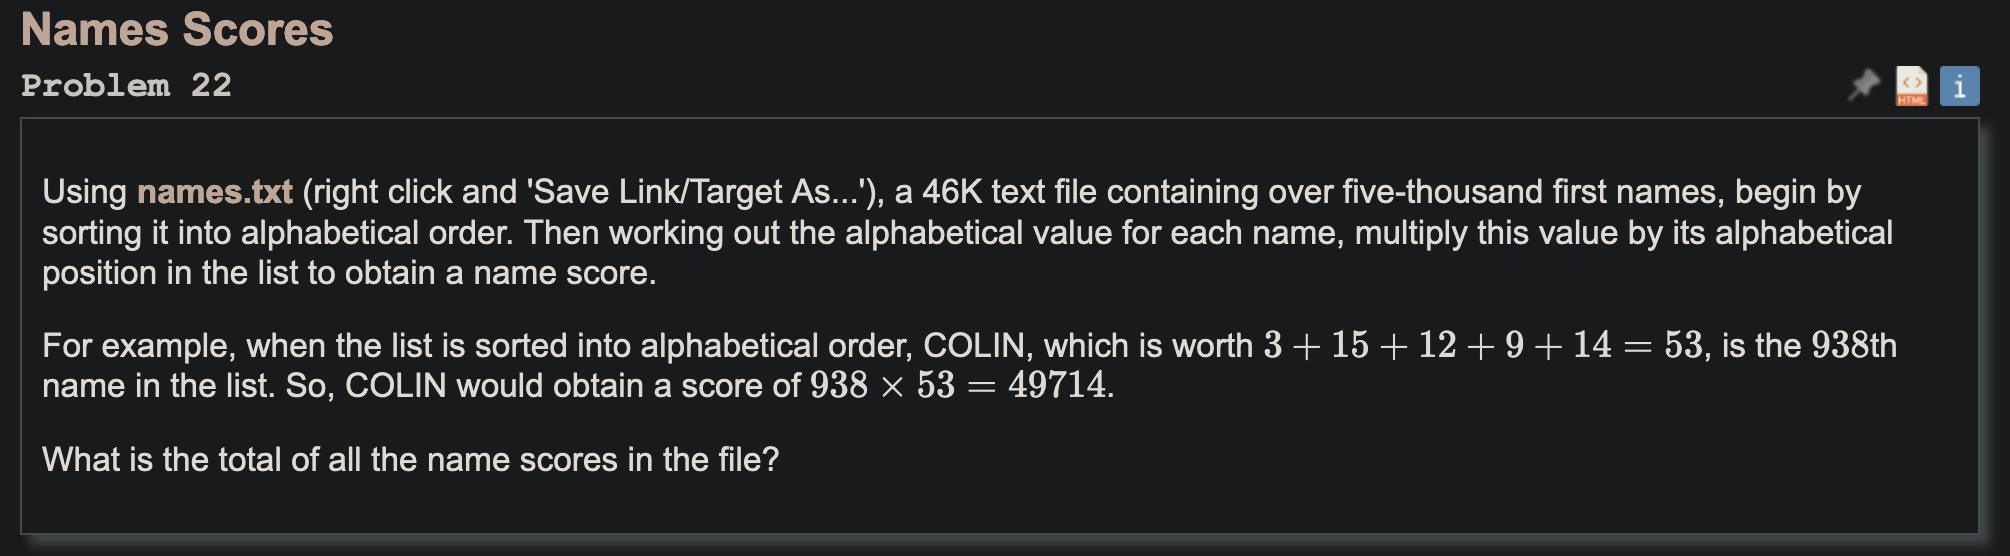 Names Scores
Problem 22
HTML
i
Using names.txt (right click and 'Save Link/Target As...'), a 46K text file containing over five-thousand first names, begin by
sorting it into alphabetical order. Then working out the alphabetical value for each name, multiply this value by its alphabetical
position in the list to obtain a name score.
For example, when the list is sorted into alphabetical order, COLIN, which is worth 3 + 15 + 12 + 9 + 14 = 53, is the 938th
name in the list. So, COLIN would obtain a score of 938 × 53 = 49714.
What is the total of all the name scores in the file?